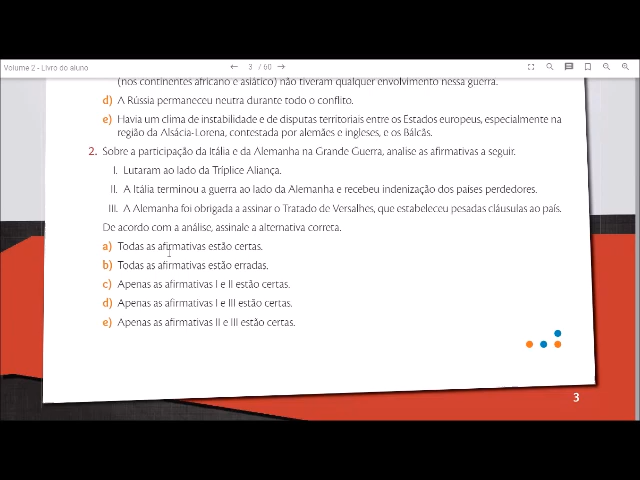 Volume 2 - Livro do aluno
3 / 60
(nos continentes africano e asiático) não tiveram qualquer envolvimento nessa guerra.
d) A Rússia permaneceu neutra durante todo o conflito.
e) Havia um clima de instabilidade e de disputas territoriais entre os Estados europeus, especialmente na
região da Alsácia-Lorena, contestada por alemães e ingleses, e os Bálcãs.
2. Sobre a participação da Itália e da Alemanha na Grande Guerra, analise as afirmativas a seguir.
I. Lutaram ao lado da Tríplice Aliança.
II. A Itália terminou a guerra ao lado da Alemanha e recebeu indenização dos países perdedores.
III. A Alemanha foi obrigada a assinar o Tratado de Versalhes, que estabeleceu pesadas cláusulas ao país.
De acordo com a análise, assinale a alternativa correta.
a) Todas as afirmativas estão certas.
b) Todas as afirmativas estão erradas.
c) Apenas as afirmativas I e II estão certas.
d) Apenas as afirmativas I e III estão certas.
e) Apenas as afirmativas II e III estão certas.
3